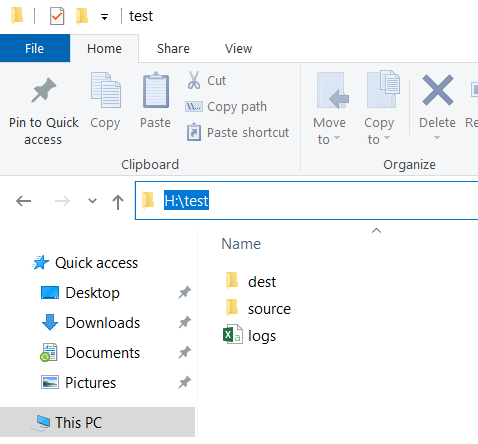 test
File Home Share View
Pin to Quick access
Copy
Paste
Cut
Copy path
Paste shortcut
Clipboard
Move to
Copy to
Delete
Organize
H:\test
Name
Quick access
Desktop
Downloads
Documents
Pictures
This PC
dest
source
logs